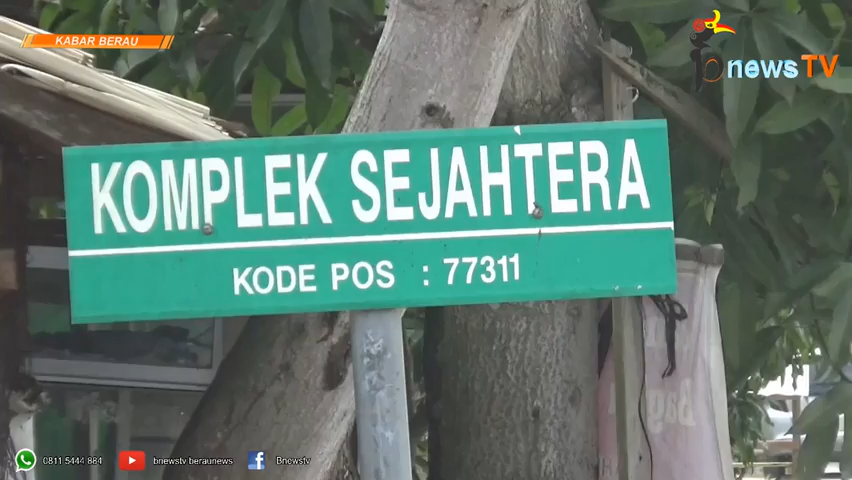 KABAR BERAU
bnewsTV
KOMPLEK SEJAHTERA
KODE POS : 77311
0811 5444 884
bnewstv beraunews
Bnewstv